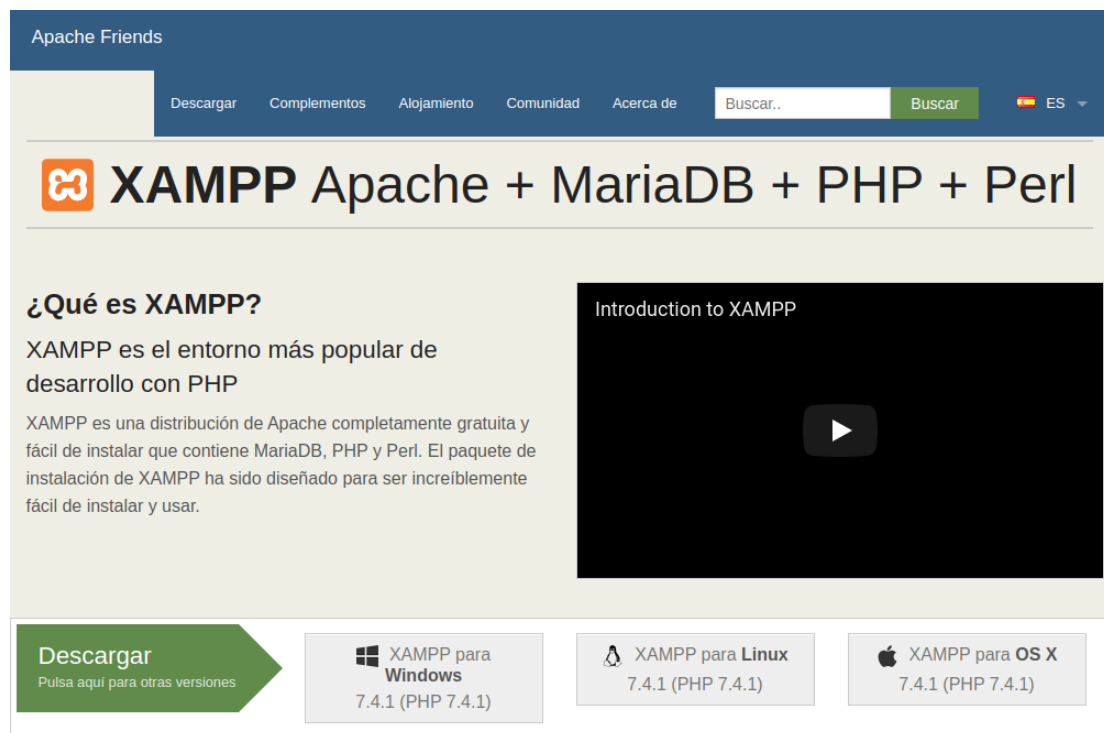 Apache Friends
Descargar Complementos Alojamiento Comunidad Acerca de Buscar.. Buscar ES
XAMPP Apache + MariaDB + PHP + Perl
¿Qué es XAMPP?
XAMPP es el entorno más popular de
desarrollo con PHP
XAMPP es una distribución de Apache completamente gratuita y
fácil de instalar que contiene MariaDB, PHP y Perl. El paquete de
instalación de XAMPP ha sido diseñado para ser increíblemente
fácil de instalar y usar.
Introduction to XAMPP
Descargar
Pulsa aquí para otras versiones
XAMPP para
Windows
7.4.1 (PHP 7.4.1)
XAMPP para Linux
7.4.1 (PHP 7.4.1)
XAMPP para OS X
7.4.1 (PHP 7.4.1)